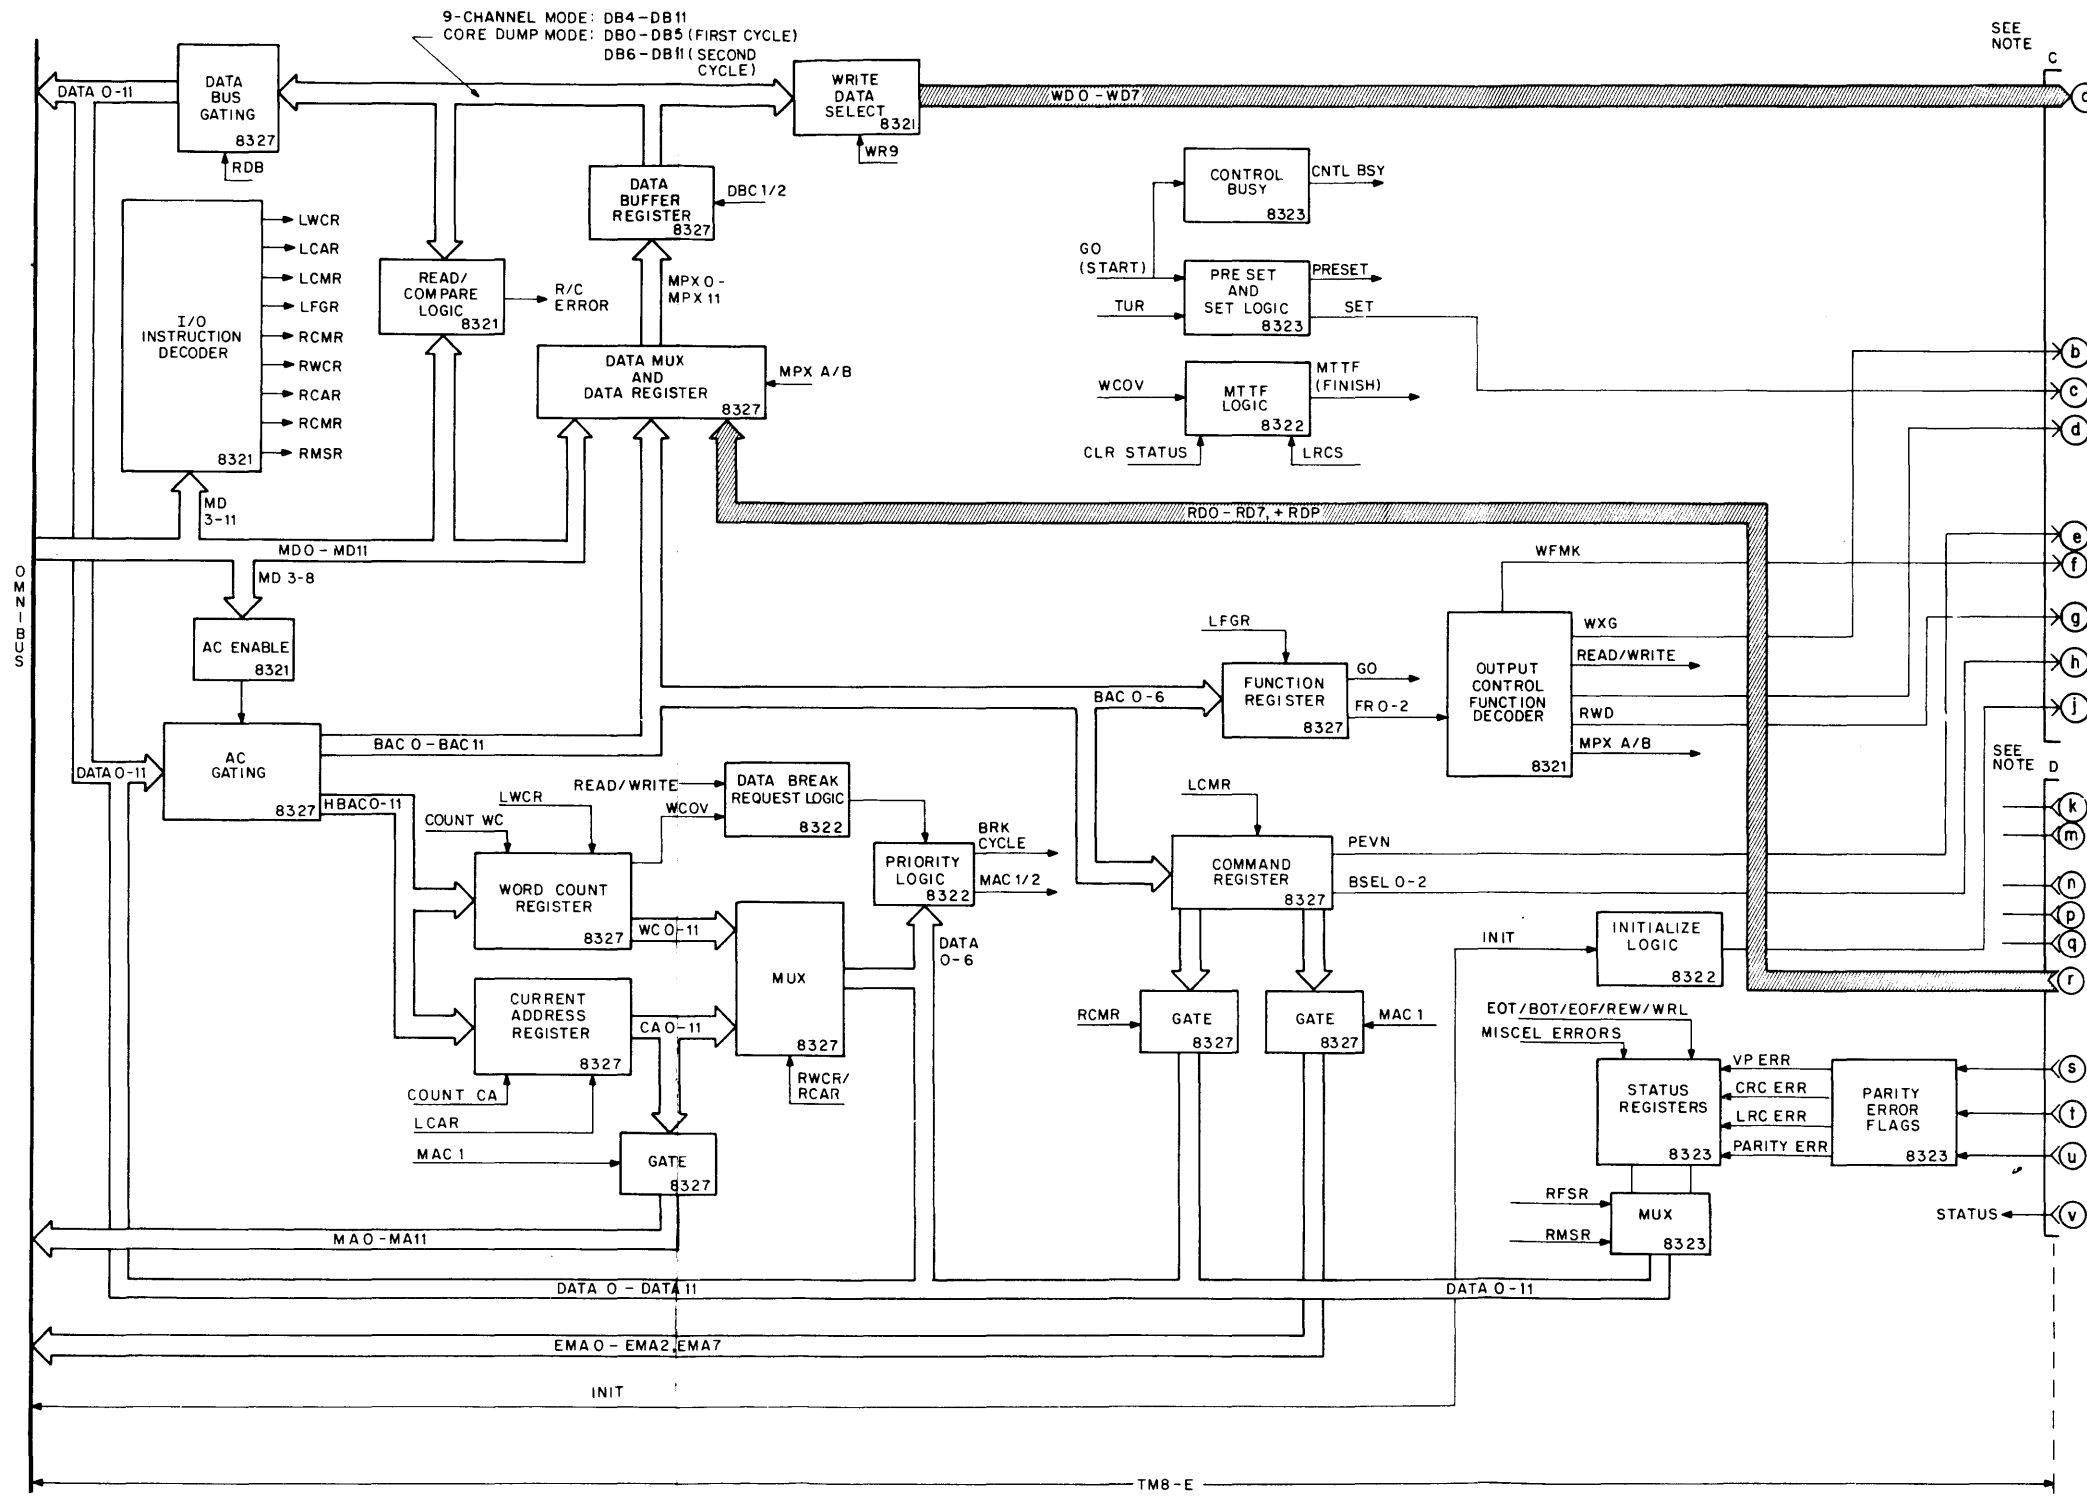 9-CHANNEL MODE: DB4-DB11
CORE DUMP MODE: DB0-DB5 (FIRST CYCLE)
DB6-DB11 (SECOND
CYCLE)
SEE
NOTE
C
DATA 0-11
DATA
BUS
GATING
8327
RDB
WRITE
DATA
SELECT
8321
WR9
WD0-WD7
DATA
BUFFER
REGISTER
8327
DBC 1/2
CONTROL
BUSY
8323
CNTL BSY
I/O
INSTRUCTION
DECODER
8321
LWCR
LCAR
LCMR
LFGR
RCMR
RWCR
RCAR
RCMR
RMSR
READ/
COMPARE
LOGIC
8321
R/C
ERROR
MPX 0-
MPX 11
GO
(START)
TUR
PRESET
AND
SET LOGIC
8323
PRESET
SET
DATA MUX
AND
DATA REGISTER
8327
MPX A/B
WCOV
MTTF
LOGIC
8322
MTTF
(FINISH)
CLR STATUS
LRCS
b
c
d
MD
3-11
RD0-RD7, + RDP
MD0-MD11
MD 3-8
OMNIBUS
WFMK
e
f
g
h
j
AC ENABLE
8321
LFGR
FUNCTION
REGISTER
8327
GO
FR0-2
OUTPUT
CONTROL
FUNCTION
DECODER
8321
WXG
READ/WRITE
RWD
MPX A/B
BAC 0-6
AC
GATING
8327
DATA 0-11
BAC 0-BAC 11
HBAC0-11
SEE
NOTE
D
READ/WRITE
WCOV
DATA BREAK
REQUEST LOGIC
8322
LWCR
COUNT WC
LCMR
k
m
n
p
q
r
WORD COUNT
REGISTER
8327
PRIORITY
LOGIC
8322
BRK
CYCLE
MAC 1/2
COMMAND
REGISTER
8327
PEVN
BSEL 0-2
WC 0-11
MUX
8327
DATA
0-6
INIT
INITIALIZE
LOGIC
8322
CURRENT
ADDRESS
REGISTER
8327
CA 0-11
COUNT CA
LCAR
RWCR/
RCAR
RCMR
GATE
8327
GATE
8327
MAC 1
EOT/BOT/EOF/REW/WRL
MISCEL ERRORS
STATUS
REGISTERS
8323
VP ERR
CRC ERR
LRC ERR
PARITY ERR
PARITY
ERROR
FLAGS
8323
s
t
u
MAC 1
GATE
8327
RFSR
RMSR
MUX
8323
STATUS
v
MA0-MA11
DATA 0-DATA 11
DATA 0-11
EMA 0-EMA2, EMA7
INIT
TM8-E